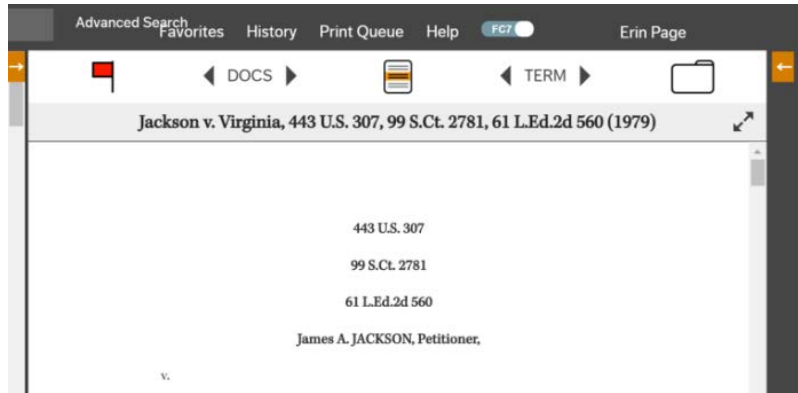 Advanced Search
Favorites History Print Queue Help FC7 Erin Page
DOCS TERM
Jackson v. Virginia, 443 U.S. 307, 99 S.Ct. 2781, 61 L.Ed.2d 560 (1979)
443 U.S. 307
99 S.Ct. 2781
61 L.Ed.2d 560
James A. JACKSON, Petitioner,
v.